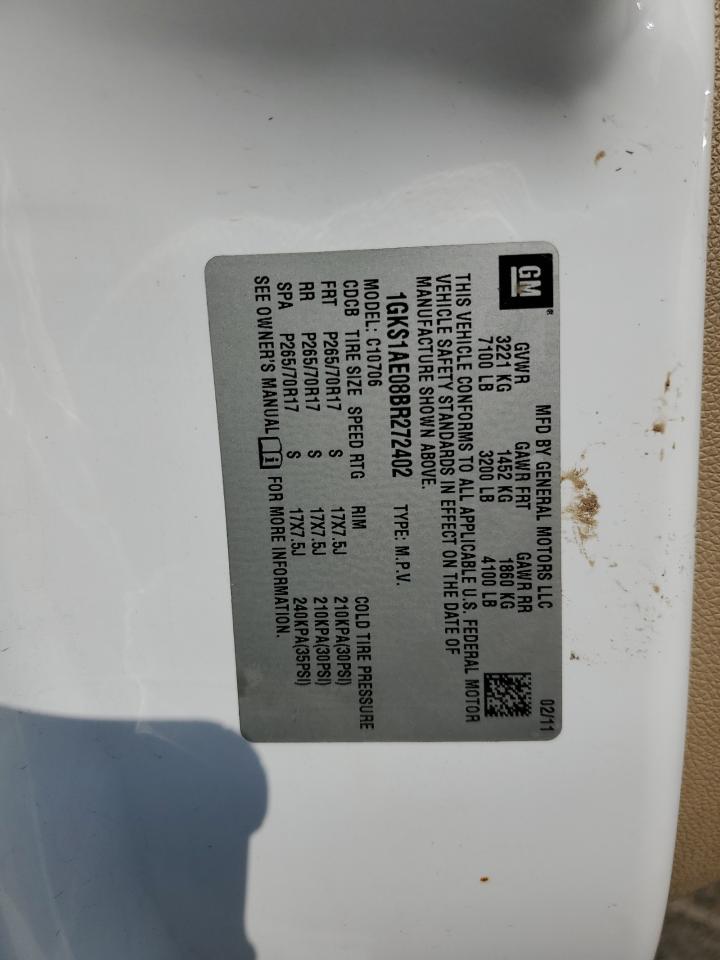 GM ® MFD BY GENERAL MOTORS LLC 02/11
GVWR GAWR FRT GAWR RR
3221 KG 1452 KG 1860 KG
7100 LB 3200 LB 4100 LB
THIS VEHICLE CONFORMS TO ALL APPLICABLE U.S. FEDERAL MOTOR
VEHICLE SAFETY STANDARDS IN EFFECT ON THE DATE OF
MANUFACTURE SHOWN ABOVE.
1GKS1AE08BR272402 TYPE: M.P.V.
MODEL: C10706
CDCB TIRE SIZE SPEED RTG RIM COLD TIRE PRESSURE
FRT P265/70R17 S 17X7.5J 210KPA(30PSI)
RR P265/70R17 S 17X7.5J 210KPA(30PSI)
SPA P265/70R17 S 17X7.5J 240KPA(35PSI)
SEE OWNER'S MANUAL i FOR MORE INFORMATION.